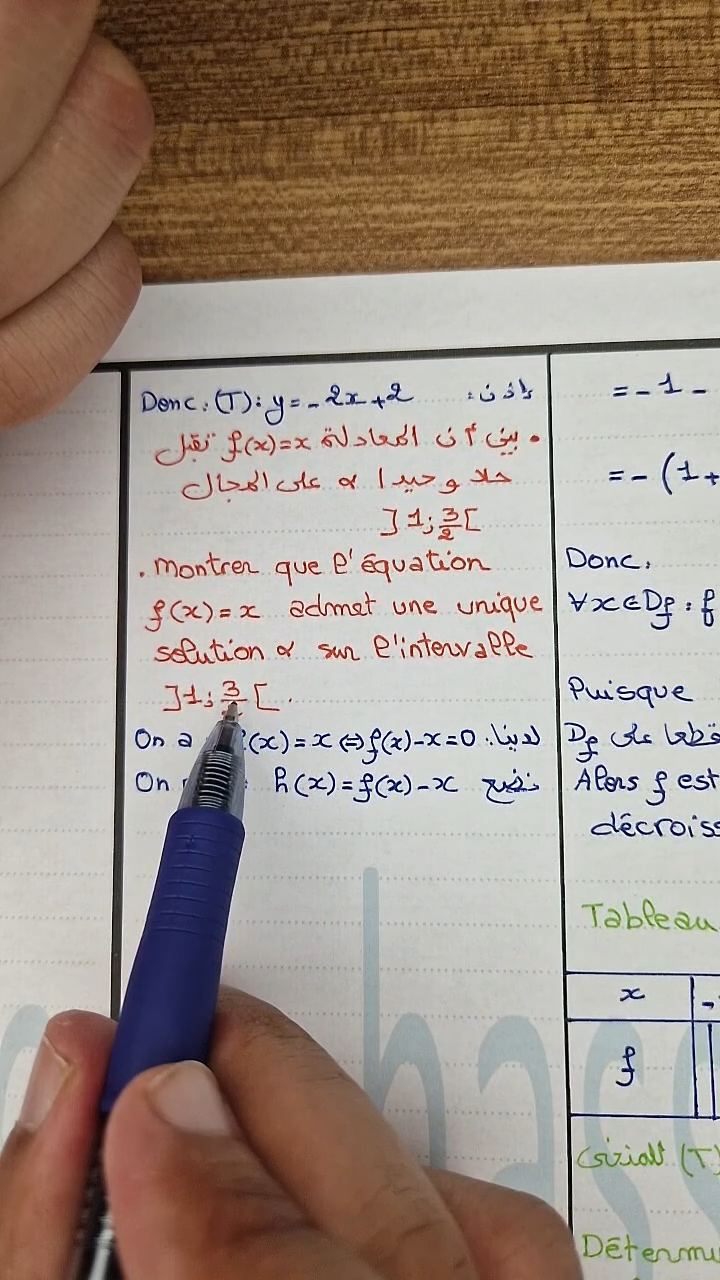 Donc: (T): y = -2x + 2 إذن:
• بين أن المعادلة f(x)=x تقبل
حلا وحيدا α على المجال
]1; 3/2[
. montrer que l'équation
f(x) = x admet une unique
solution α sur l'intervalle
]1; 3/2[ .
On a f(x) = x ⇔ f(x)-x=0 لدينا:
On h(x) = f(x) - x نضع
= -1 -
= - (1 +
Donc.
∀x∈Df : f
Puisque
Df قطعا على
Alors f est
décroiss
Tableau
x
f
(T)
Détermi